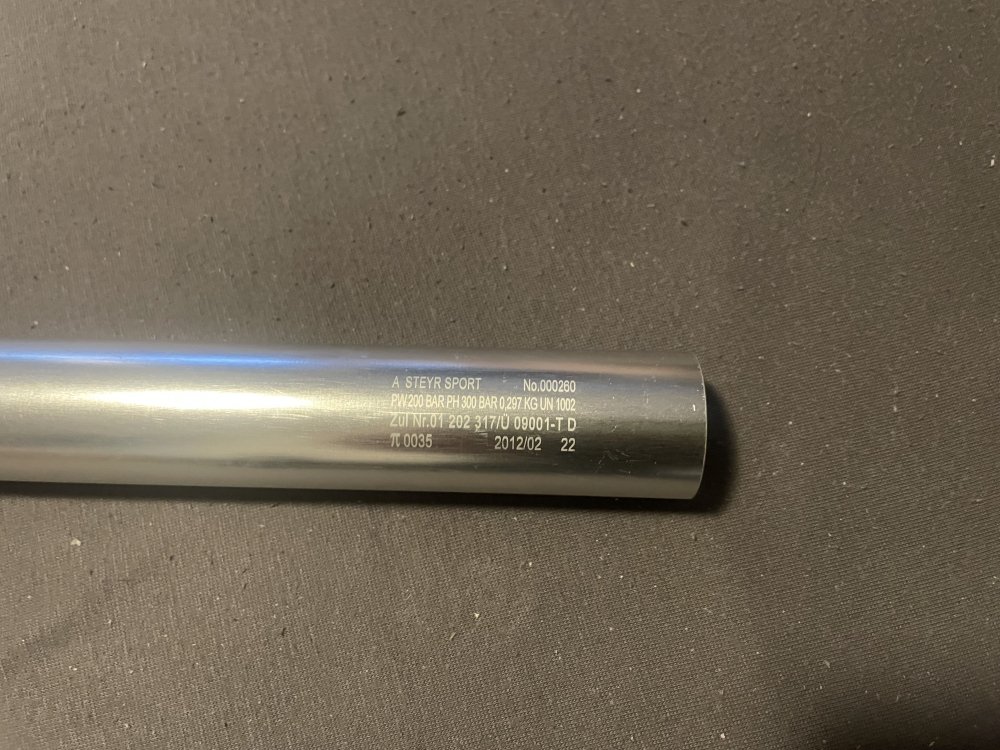 A STEYR SPORT No.000260
PW 200 BAR PH 300 BAR 0,297 KG UN 1002
Zul Nr.01 202 317/Ü 09001-T D
π 0035 2012/02 22